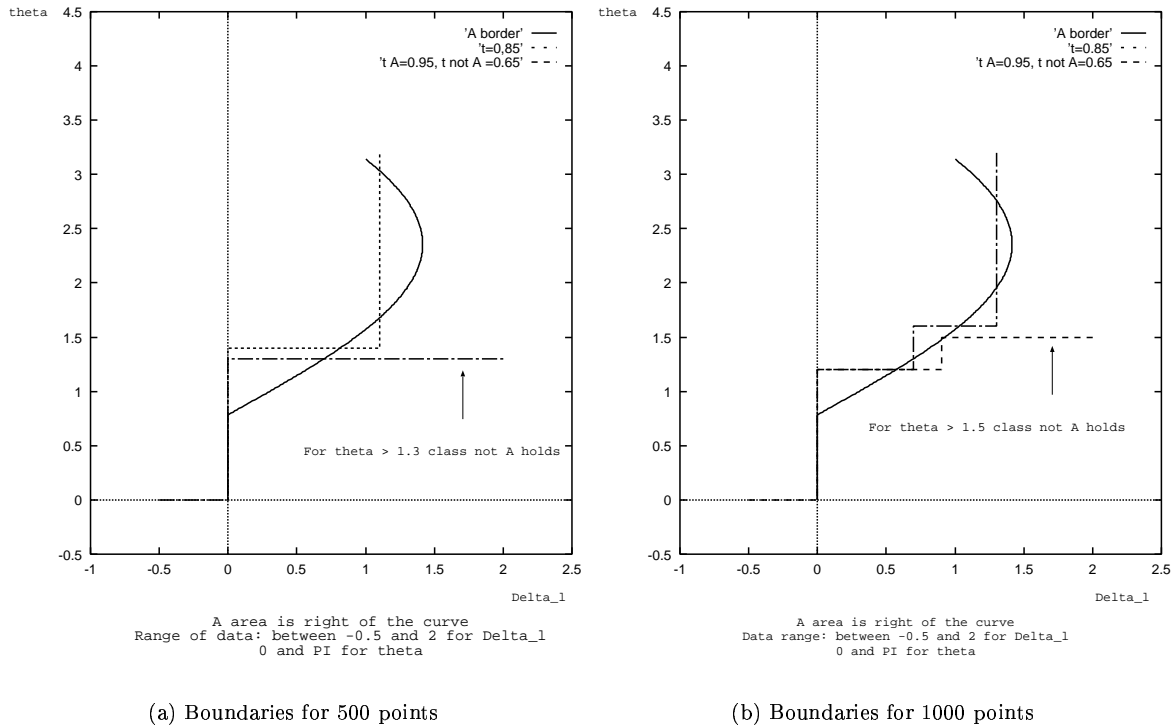 theta
4.5
4
3.5
3
2.5
2
1.5
1
0.5
0
-0.5
-1
-0.5
0
0.5
1
1.5
2
2.5
'A border'
't=0,85'
't A=0.95, t not A =0.65'
For theta > 1.3 class not A holds
Delta_l
A area is right of the curve
Range of data: between -0.5 and 2 for Delta_l
0 and PI for theta
(a) Boundaries for 500 points
theta
4.5
4
3.5
3
2.5
2
1.5
1
0.5
0
-0.5
-1
-0.5
0
0.5
1
1.5
2
2.5
'A border'
't=0.85'
't A=0.95, t not A=0.65
For theta > 1.5 class not A holds
Delta_l
A area is right of the curve
Data range: between -0.5 and 2 for Delta_l
0 and PI for theta
(b) Boundaries for 1000 points